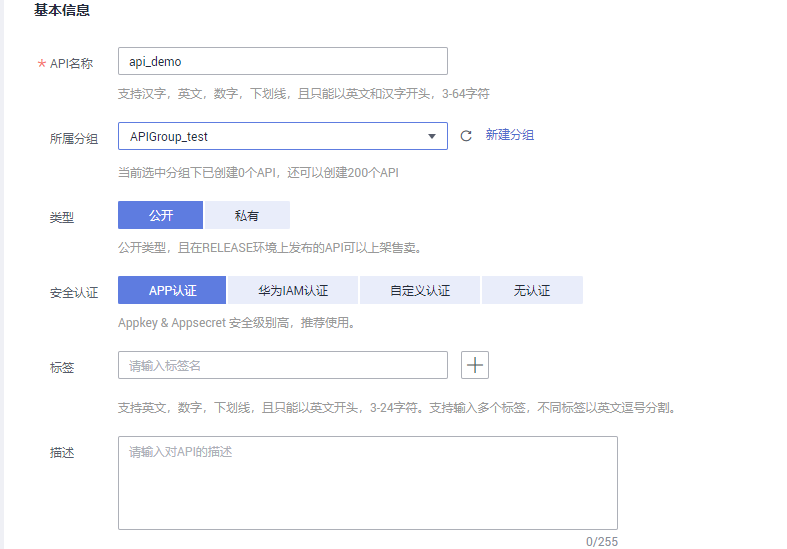 基本信息
* API名称 api_demo
支持汉字，英文，数字，下划线，且只能以英文和汉字开头，3-64字符
所属分组 APIGroup_test 新建分组
当前选中分组下已创建0个API，还可以创建200个API
类型 公开 私有
公开类型，且在RELEASE环境上发布的API可以上架售卖。
安全认证 APP认证 华为IAM认证 自定义认证 无认证
Appkey & Appsecret 安全级别高，推荐使用。
标签 请输入标签名
支持英文，数字，下划线，且只能以英文开头，3-24字符。支持输入多个标签，不同标签以英文逗号分割。
描述 请输入对API的描述
0/255